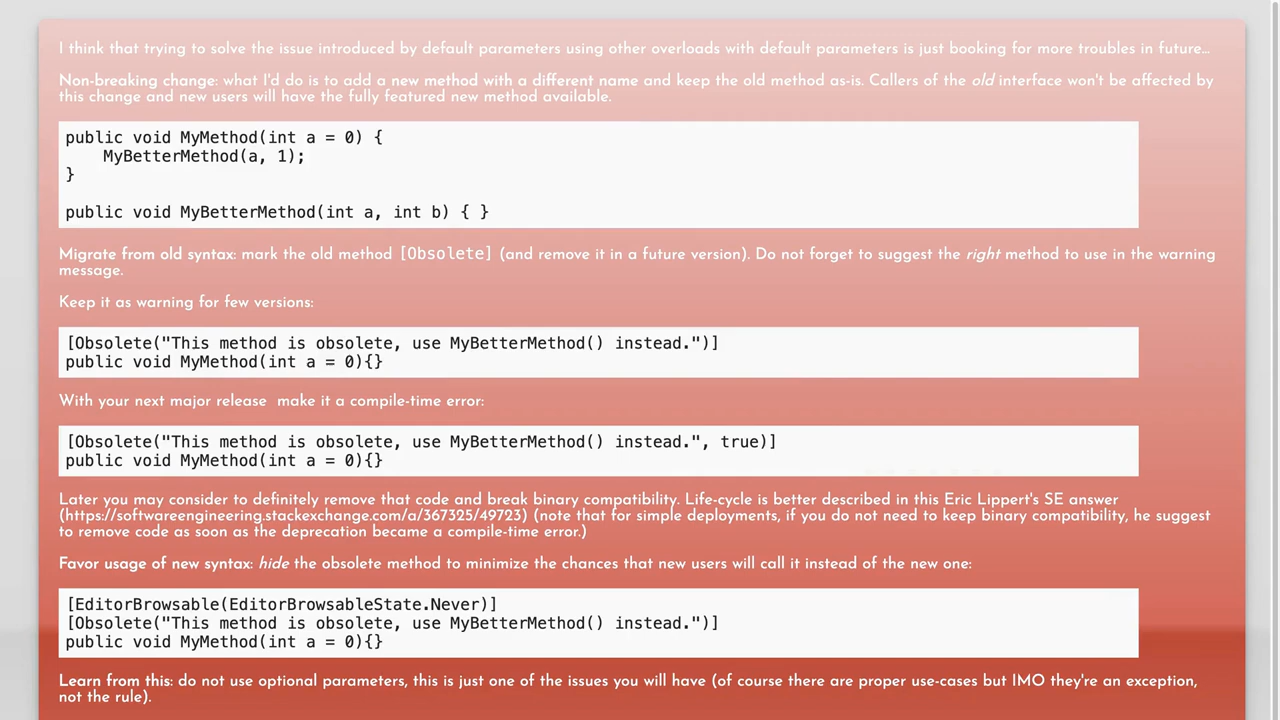 I think that trying to solve the issue introduced by default parameters using other overloads with default parameters is just booking for more troubles in future...
Non-breaking change: what I'd do is to add a new method with a different name and keep the old method as-is. Callers of the old interface won't be affected by
this change and new users will have the fully featured new method available.
public void MyMethod(int a = 0) {
    MyBetterMethod(a, 1);
}
public void MyBetterMethod(int a, int b) { }
Migrate from old syntax: mark the old method [Obsolete] (and remove it in a future version). Do not forget to suggest the right method to use in the warning
message.
Keep it as warning for few versions:
[Obsolete("This method is obsolete, use MyBetterMethod() instead.")]
public void MyMethod(int a = 0){}
With your next major release  make it a compile-time error:
[Obsolete("This method is obsolete, use MyBetterMethod() instead.", true)]
public void MyMethod(int a = 0){}
Later you may consider to definitely remove that code and break binary compatibility. Life-cycle is better described in this Eric Lippert's SE answer
(https://softwareengineering.stackexchange.com/a/367325/49723) (note that for simple deployments, if you do not need to keep binary compatibility, he suggest
to remove code as soon as the deprecation became a compile-time error.)
Favor usage of new syntax: hide the obsolete method to minimize the chances that new users will call it instead of the new one:
[EditorBrowsable(EditorBrowsableState.Never)]
[Obsolete("This method is obsolete, use MyBetterMethod() instead.")]
public void MyMethod(int a = 0){}
Learn from this: do not use optional parameters, this is just one of the issues you will have (of course there are proper use-cases but IMO they're an exception,
not the rule).